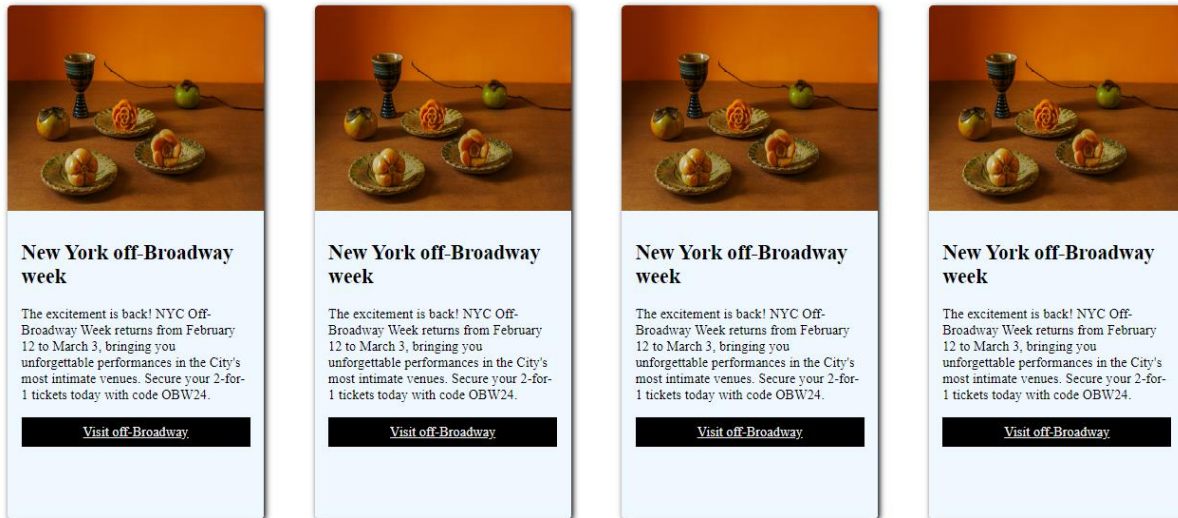 New York off-Broadway
week
The excitement is back! NYC Off-
Broadway Week returns from February
12 to March 3, bringing you
unforgettable performances in the City's
most intimate venues. Secure your 2-for-
1 tickets today with code OBW24.
Visit off-Broadway
New York off-Broadway
week
The excitement is back! NYC Off-
Broadway Week returns from February
12 to March 3, bringing you
unforgettable performances in the City's
most intimate venues. Secure your 2-for-
1 tickets today with code OBW24.
Visit off-Broadway
New York off-Broadway
week
The excitement is back! NYC Off-
Broadway Week returns from February
12 to March 3, bringing you
unforgettable performances in the City's
most intimate venues. Secure your 2-for-
1 tickets today with code OBW24.
Visit off-Broadway
New York off-Broadway
week
The excitement is back! NYC Off-
Broadway Week returns from February
12 to March 3, bringing you
unforgettable performances in the City's
most intimate venues. Secure your 2-for-
1 tickets today with code OBW24.
Visit off-Broadway